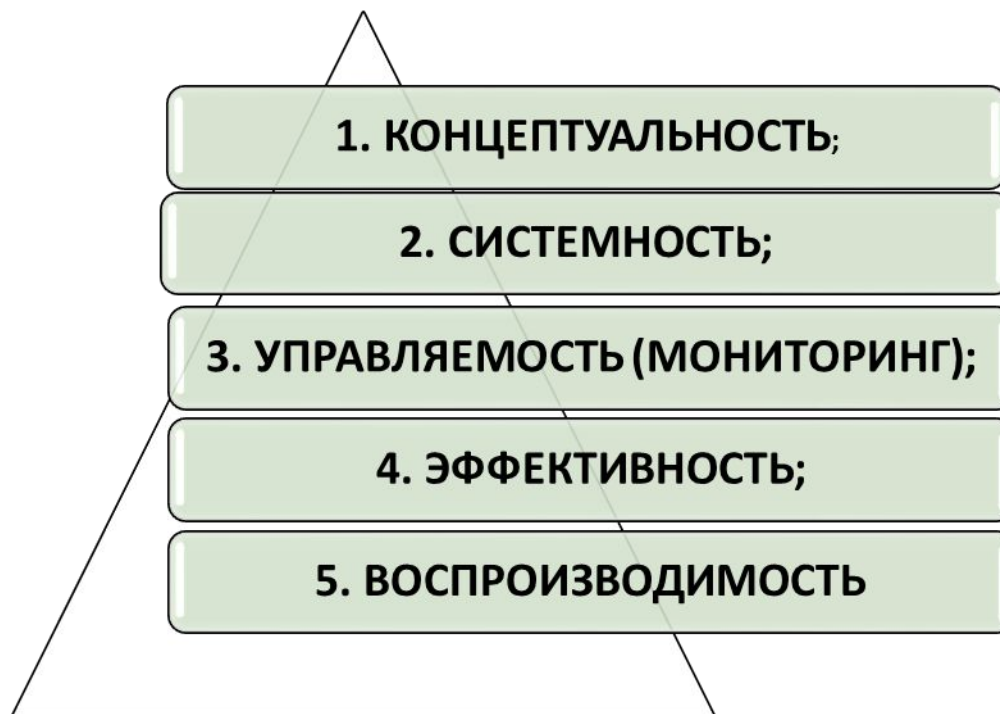 1. КОНЦЕПТУАЛЬНОСТЬ;
2. СИСТЕМНОСТЬ;
3. УПРАВЛЯЕМОСТЬ (МОНИТОРИНГ);
4. ЭФФЕКТИВНОСТЬ;
5. ВОСПРОИЗВОДИМОСТЬ